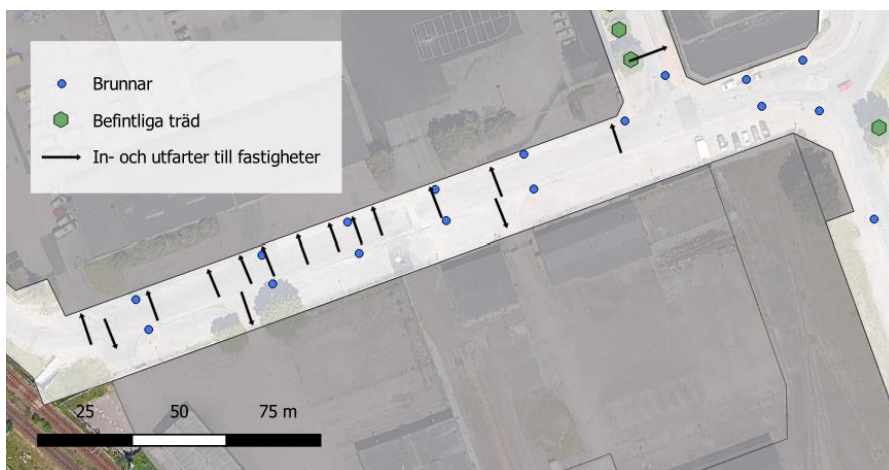 Brunnar
Befintliga träd
In- och utfarter till fastigheter
25 50 75 m